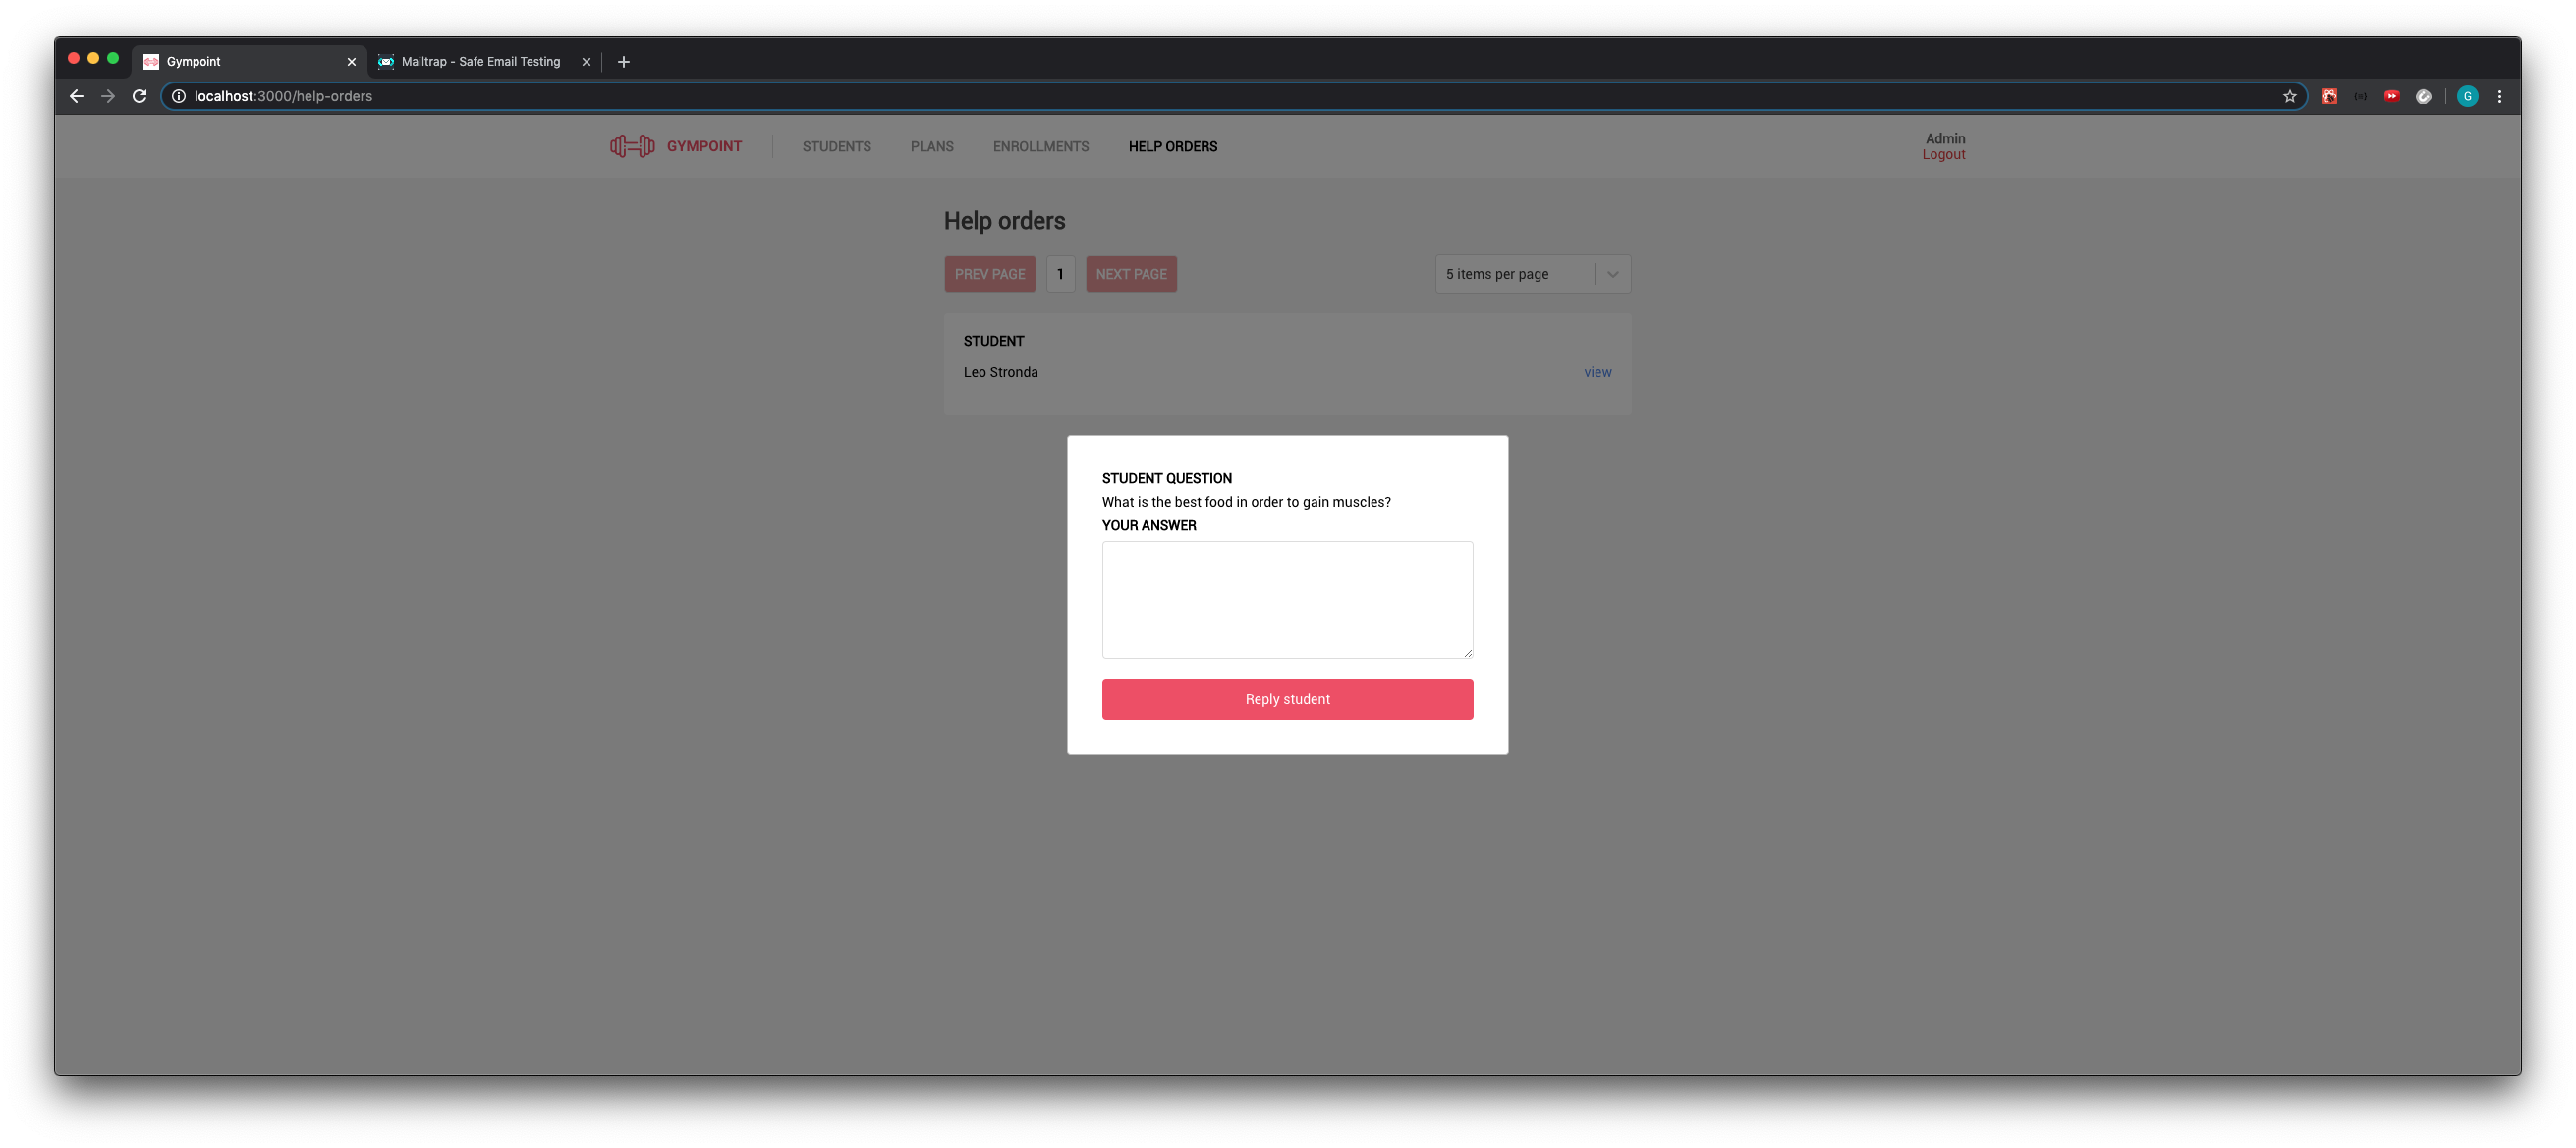 Gympoint
Mailtrap - Safe Email Testing
localhost:3000/help-orders
G
GYMPOINT
STUDENTS
PLANS
ENROLLMENTS
HELP ORDERS
Admin
Logout
Help orders
PREV PAGE
1
NEXT PAGE
5 items per page
STUDENT
Leo Stronda
view
STUDENT QUESTION
What is the best food in order to gain muscles?
YOUR ANSWER
Reply student